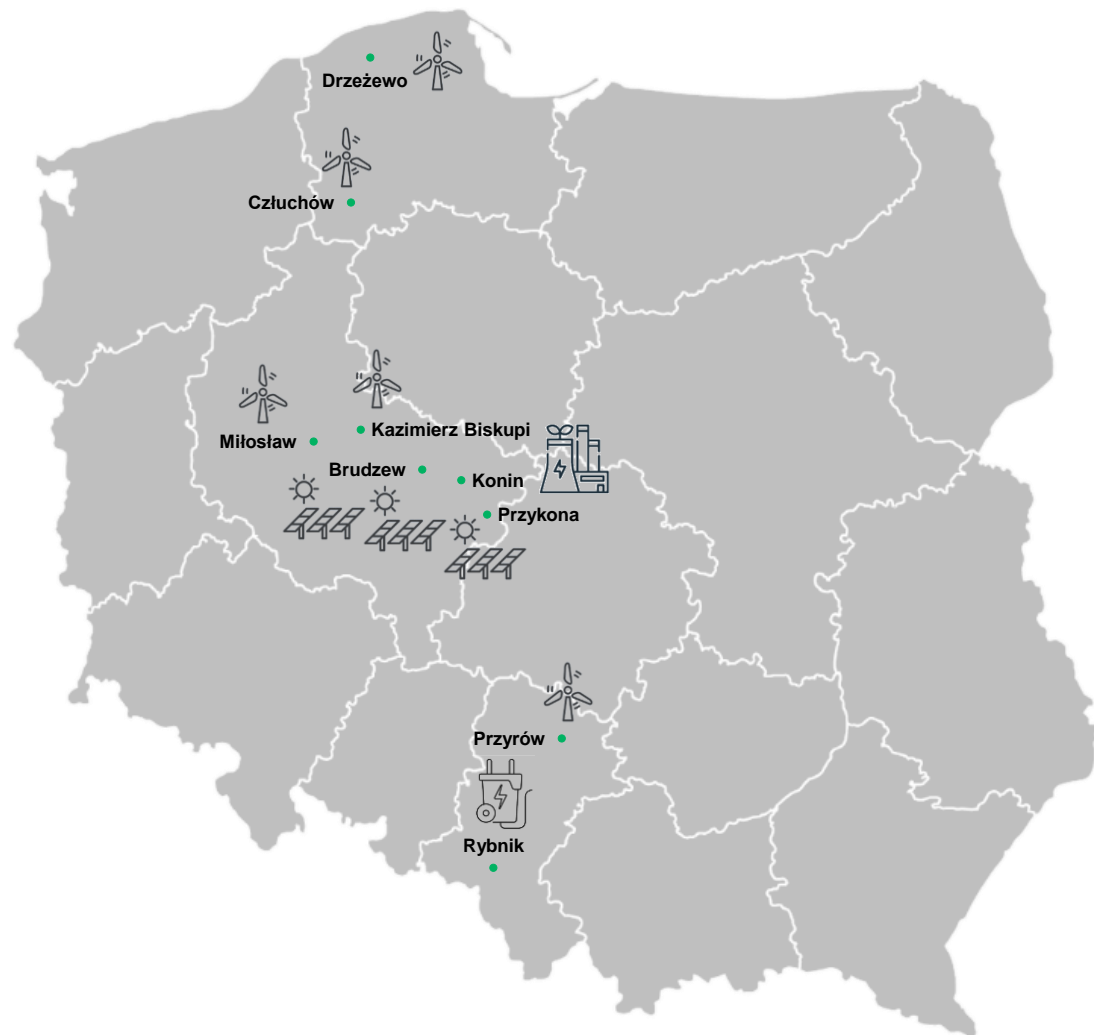 Drzeżewo
Człuchów
Kazimierz Biskupi
Miłosław
Brudzew
Konin
Przykona
Przyrów
Rybnik